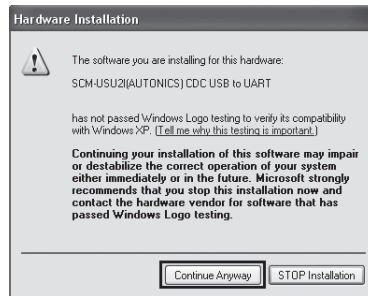 Hardware Installation
The software you are installing for this hardware:
SCM-USU2I(AUTONICS) CDC USB to UART
has not passed Windows Logo testing to verify its compatibility
with Windows XP. (Tell me why this testing is important.)
Continuing your installation of this software may impair
or destabilize the correct operation of your system
either immediately or in the future. Microsoft strongly
recommends that you stop this installation now and
contact the hardware vendor for software that has
passed Windows Logo testing.
Continue Anyway
STOP Installation